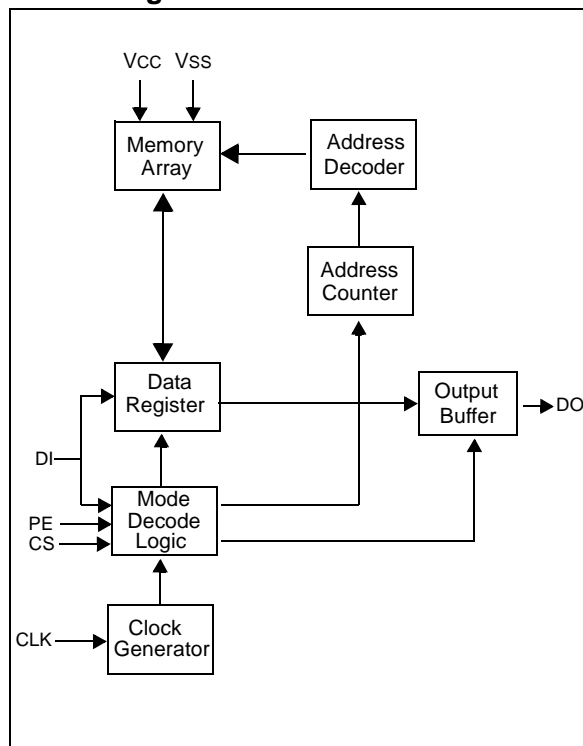 VCC VSS
Memory
Array
Address
Decoder
Address
Counter
Data
Register
Output
Buffer
DO
DI
Mode
Decode
Logic
PE
CS
CLK
Clock
Generator